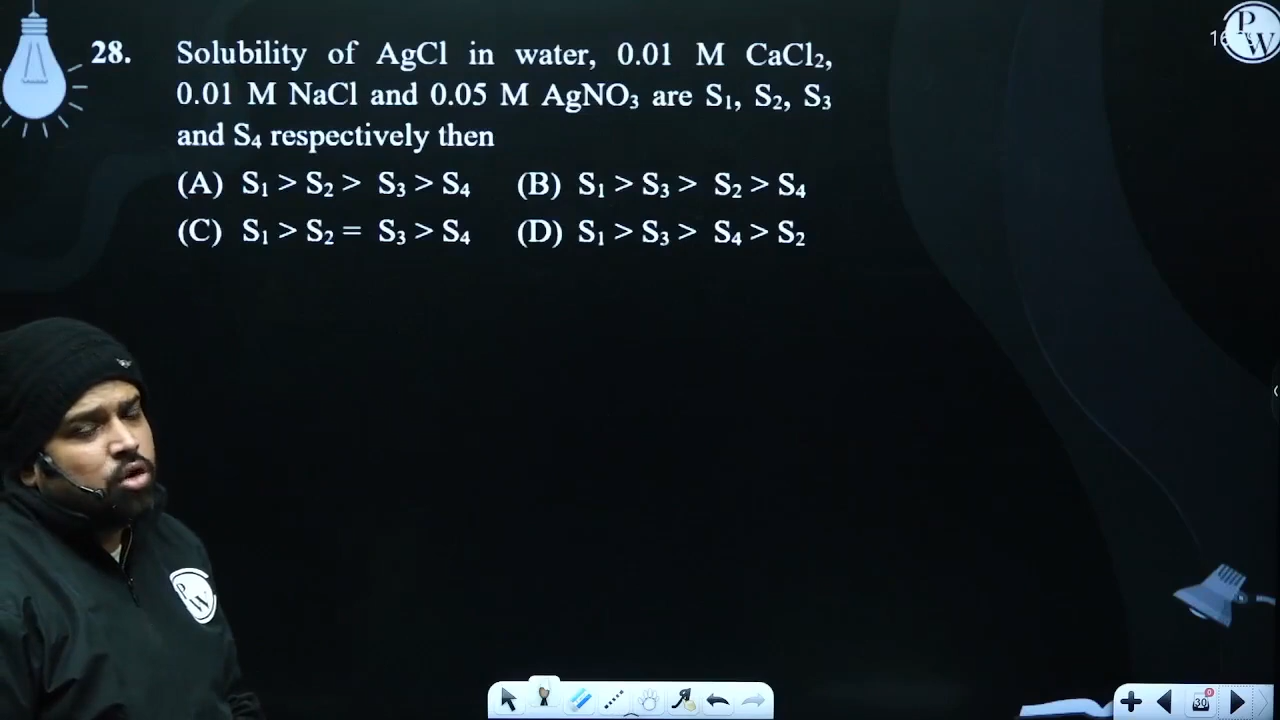 28. Solubility of AgCl in water, 0.01 M CaCl₂,
0.01 M NaCl and 0.05 M AgNO₃ are S₁, S₂, S₃
and S₄ respectively then
(A) S₁ > S₂ > S₃ > S₄ (B) S₁ > S₃ > S₂ > S₄
(C) S₁ > S₂ = S₃ > S₄ (D) S₁ > S₃ > S₄ > S₂
P
W
P
W
30
0